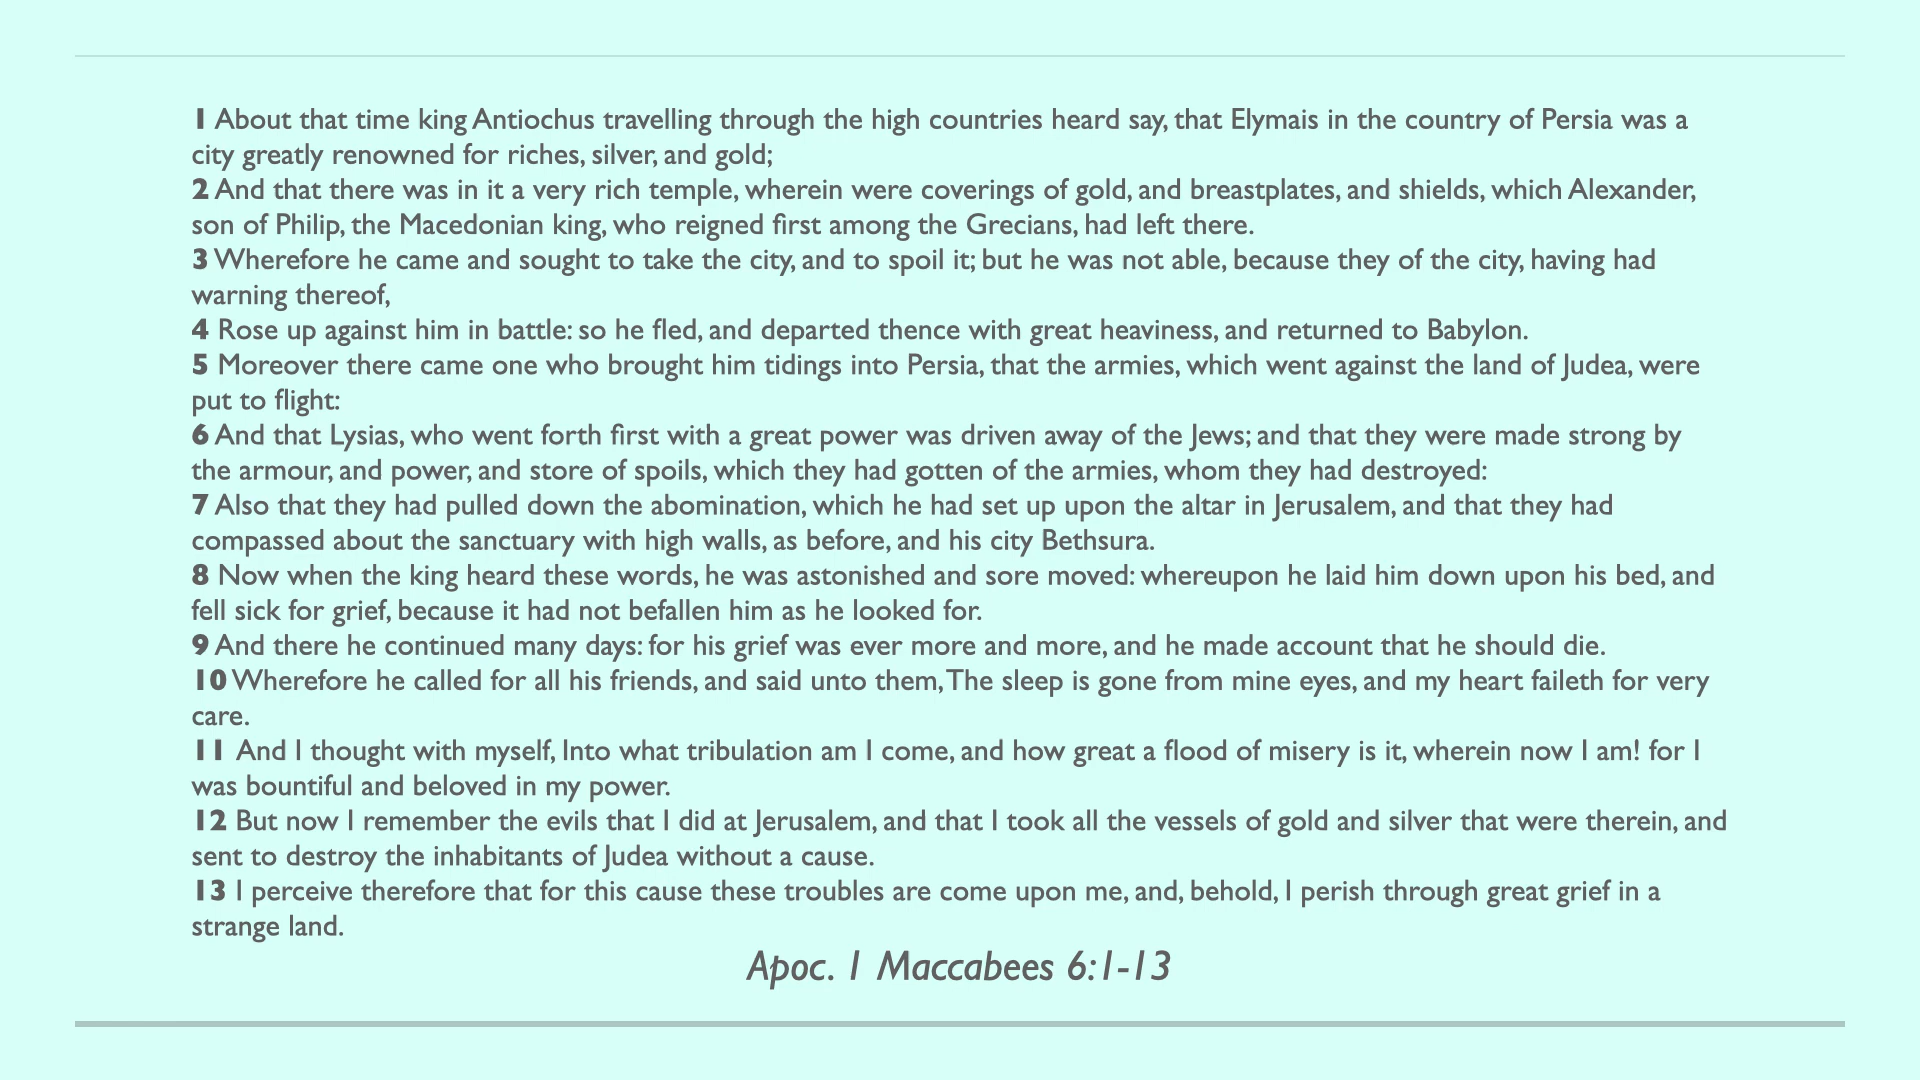 1 About that time king Antiochus travelling through the high countries heard say, that Elymais in the country of Persia was a
city greatly renowned for riches, silver, and gold;
2 And that there was in it a very rich temple, wherein were coverings of gold, and breastplates, and shields, which Alexander,
son of Philip, the Macedonian king, who reigned first among the Grecians, had left there.
3 Wherefore he came and sought to take the city, and to spoil it; but he was not able, because they of the city, having had
warning thereof,
4 Rose up against him in battle: so he fled, and departed thence with great heaviness, and returned to Babylon.
5 Moreover there came one who brought him tidings into Persia, that the armies, which went against the land of Judea, were
put to flight:
6 And that Lysias, who went forth first with a great power was driven away of the Jews; and that they were made strong by
the armour, and power, and store of spoils, which they had gotten of the armies, whom they had destroyed:
7 Also that they had pulled down the abomination, which he had set up upon the altar in Jerusalem, and that they had
compassed about the sanctuary with high walls, as before, and his city Bethsura.
8 Now when the king heard these words, he was astonished and sore moved: whereupon he laid him down upon his bed, and
fell sick for grief, because it had not befallen him as he looked for.
9 And there he continued many days: for his grief was ever more and more, and he made account that he should die.
10 Wherefore he called for all his friends, and said unto them, The sleep is gone from mine eyes, and my heart faileth for very
care.
11 And I thought with myself, Into what tribulation am I come, and how great a flood of misery is it, wherein now I am! for I
was bountiful and beloved in my power.
12 But now I remember the evils that I did at Jerusalem, and that I took all the vessels of gold and silver that were therein, and
sent to destroy the inhabitants of Judea without a cause.
13 I perceive therefore that for this cause these troubles are come upon me, and, behold, I perish through great grief in a
strange land.
Apoc. 1 Maccabees 6:1-13